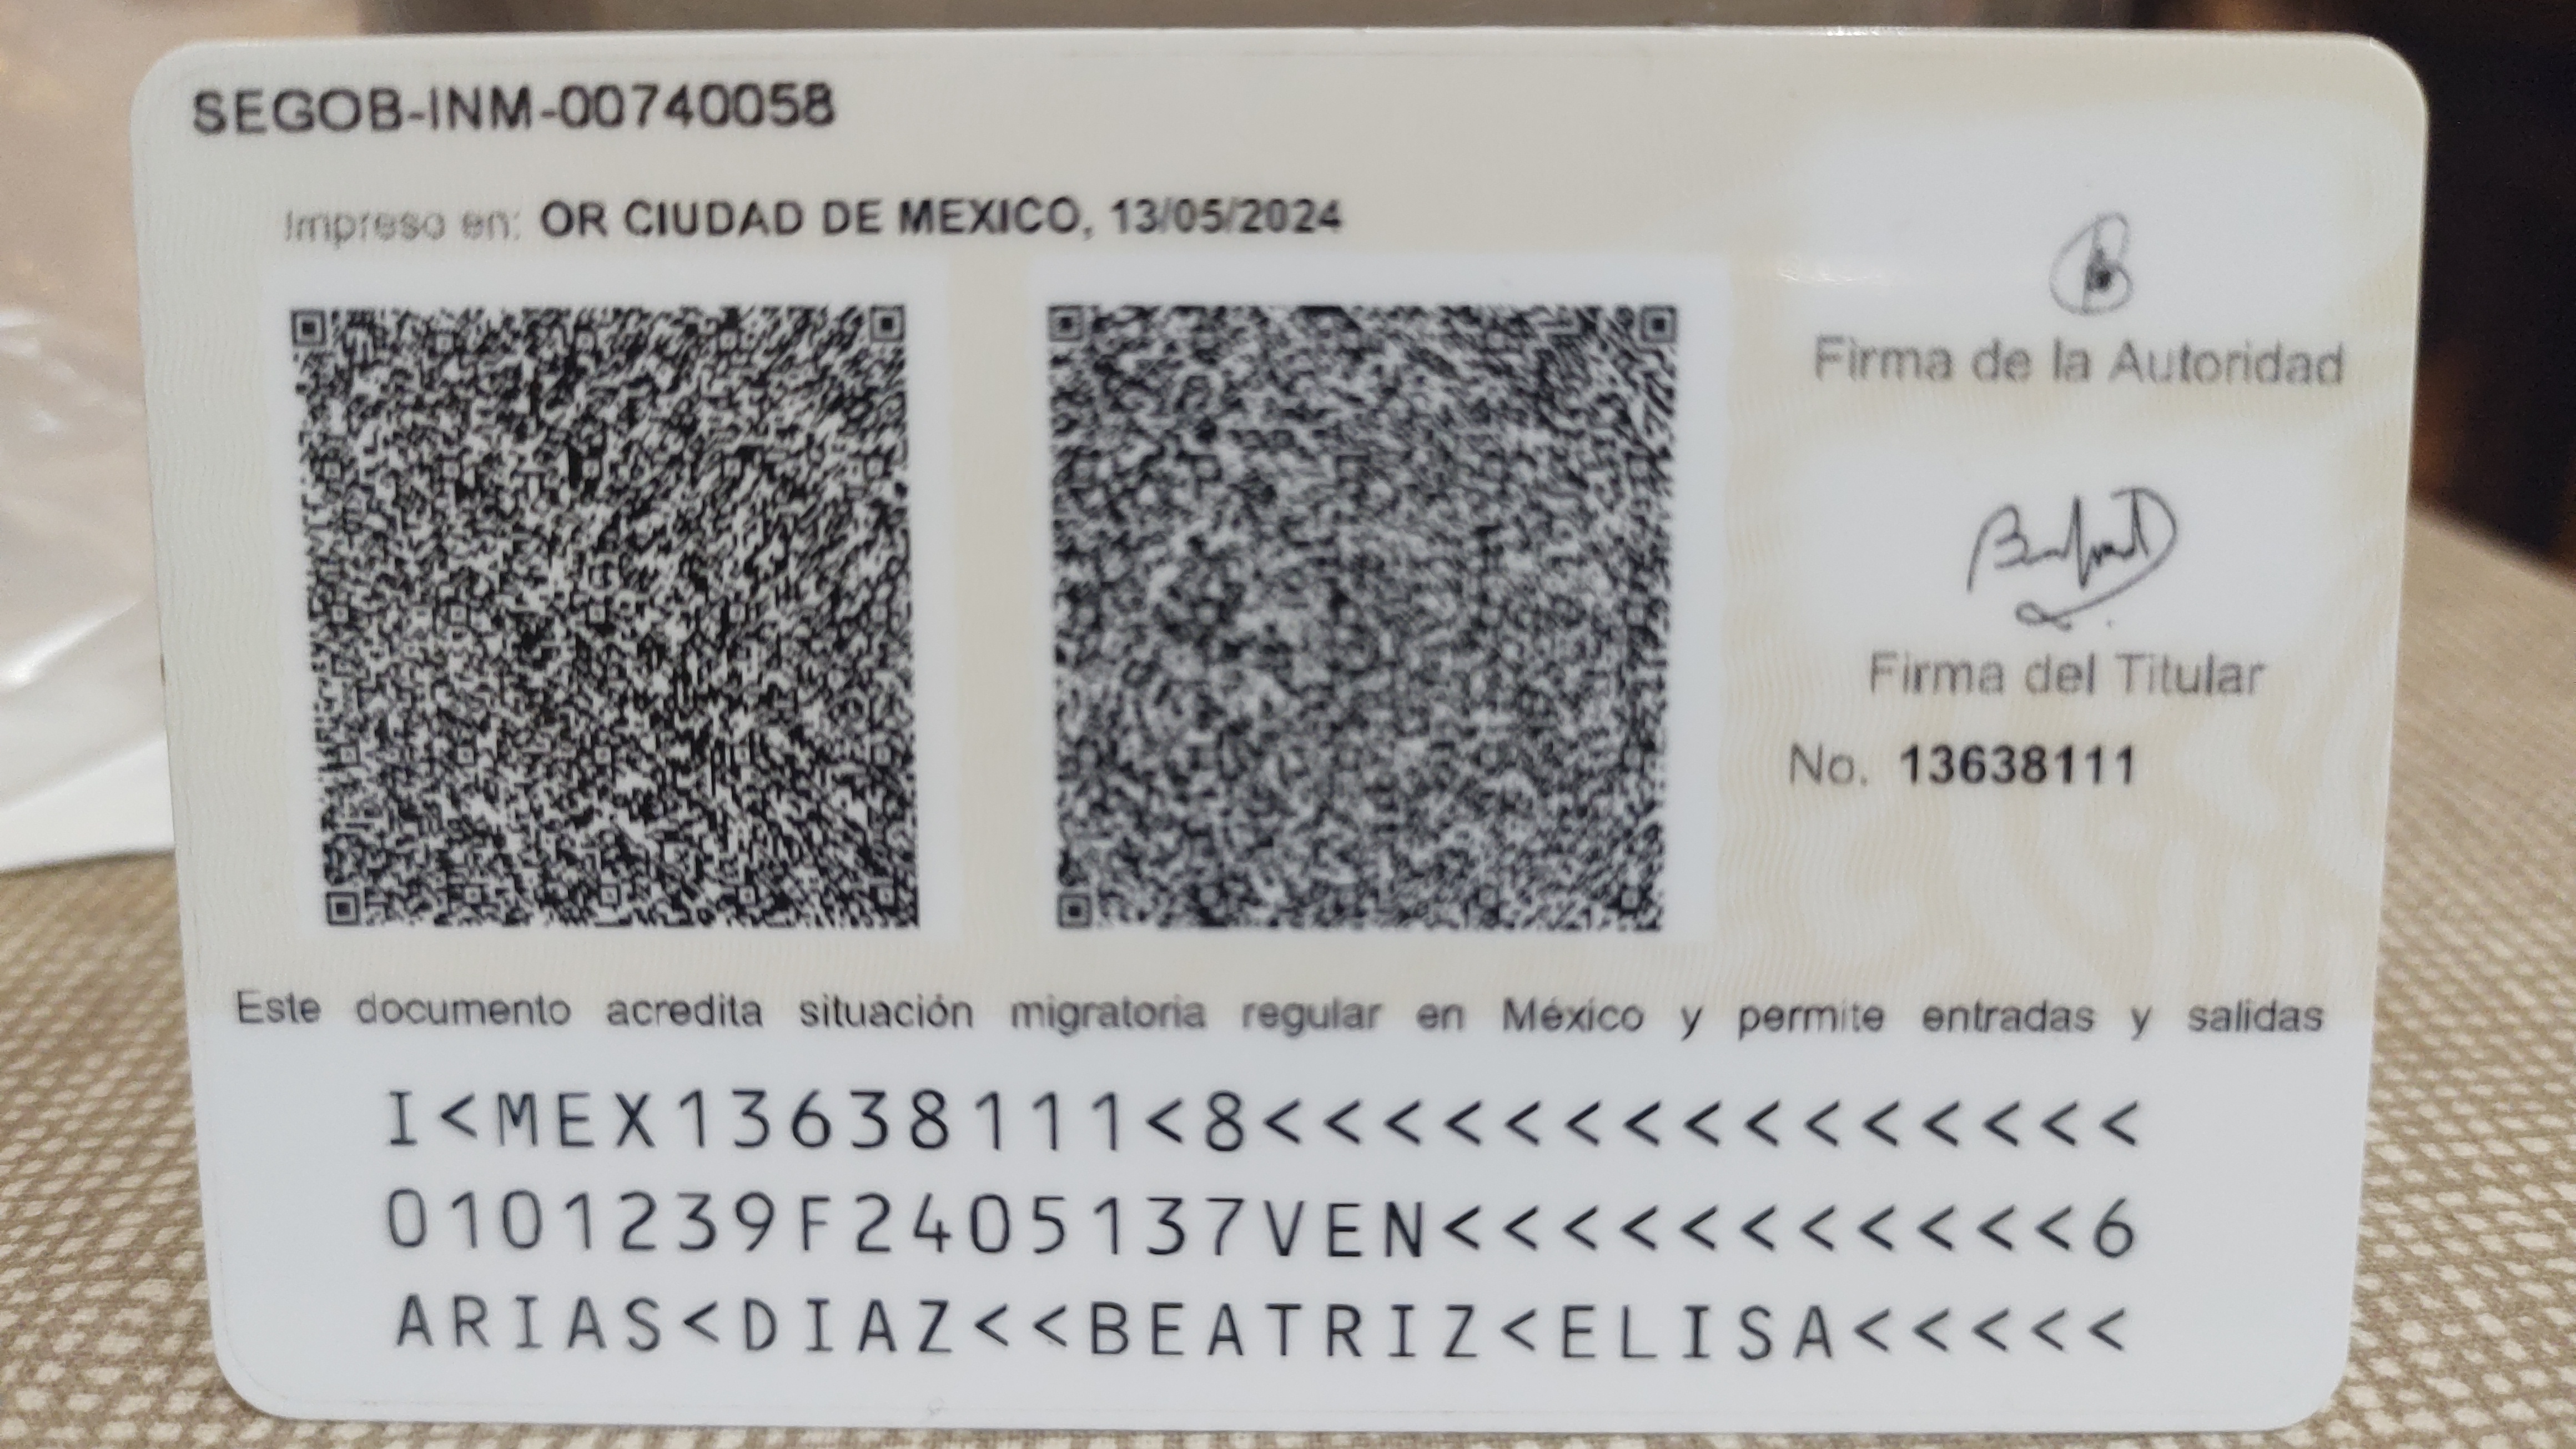 SEGOB-INM-00740058
Impreso en: OR CIUDAD DE MEXICO, 13/05/2024
Firma de la Autoridad
Firma del Titular
No. 13638111
Este documento acredita situación migratoria regular en México y permite entradas y salidas
I<MEX13638111<8<<<<<<<<<<<<<<<
0101239F2405137VEN<<<<<<<<<<<6
ARIAS<DIAZ<<BEATRIZ<ELISA<<<<<